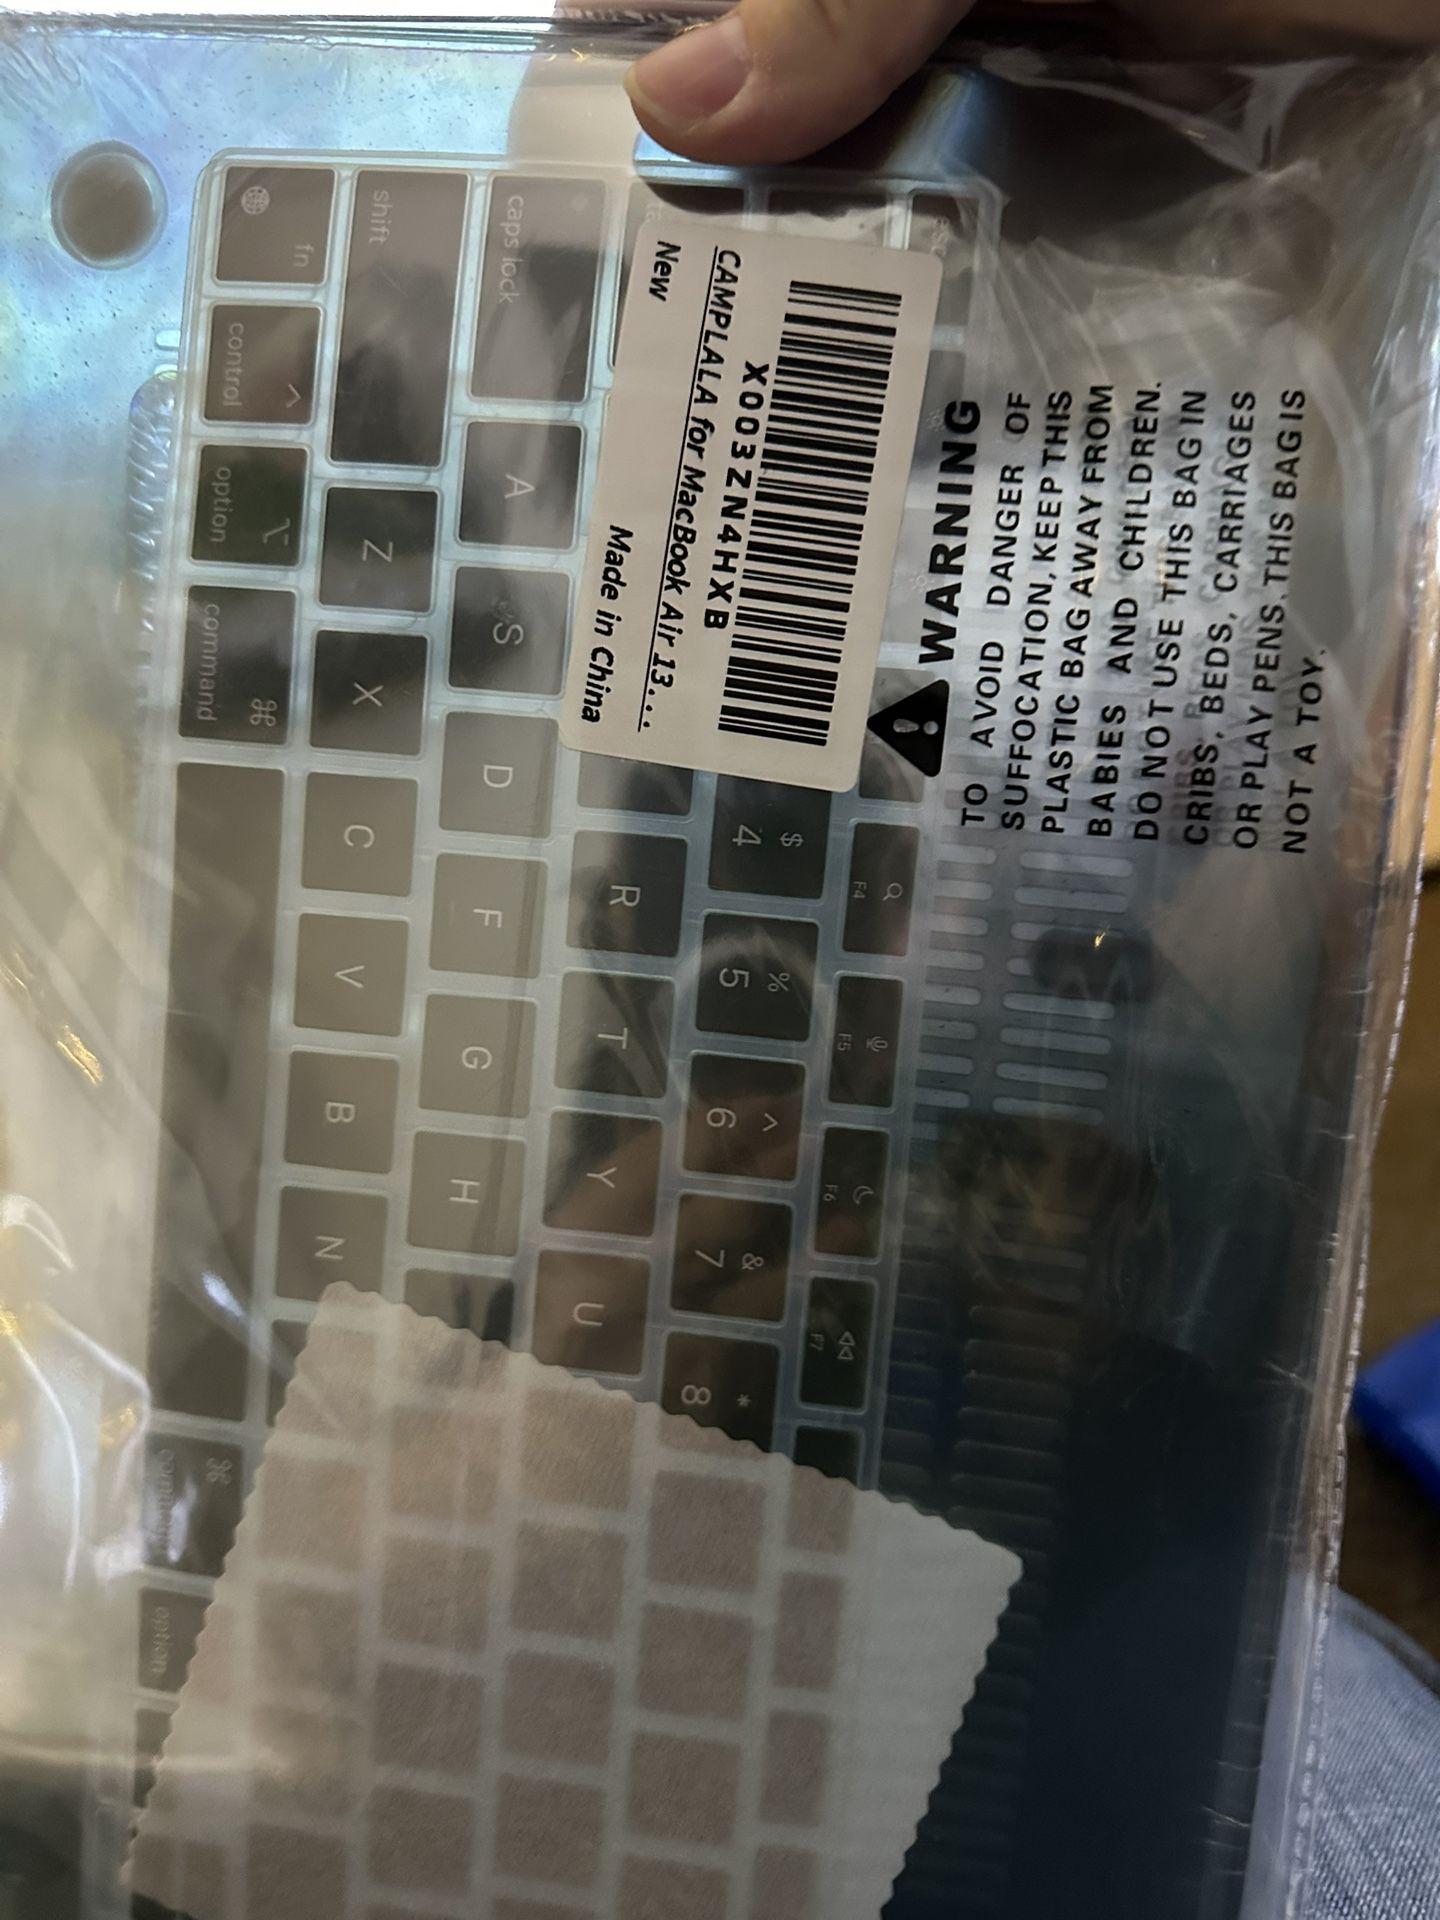 X003ZN4HXB
CAMPLALA for MacBook Air 13....
New
Made in China
WARNING
TO AVOID DANGER OF
SUFFOCATION, KEEP THIS
PLASTIC BAG AWAY FROM
BABIES AND CHILDREN.
DO NOT USE THIS BAG IN
CRIBS, BEDS, CARRIAGES
OR PLAY PENS. THIS BAG IS
NOT A TOY.
esc
F4 F5 F6 F7
$ % ^ & *
4 5 6 7 8
R T Y U
caps lock A S D F G H
shift Z X C V B N
fn control ^ option ⌥ command ⌘ ⌘ command option